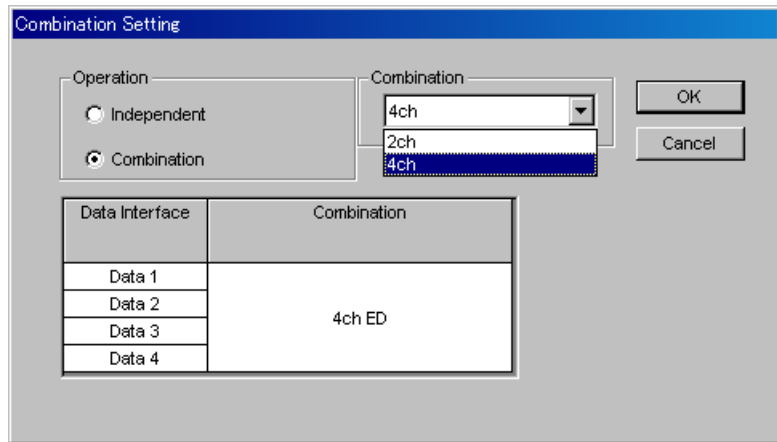 Combination Setting
Operation
Independent
Combination
Combination
4ch
2ch
4ch
OK
Cancel
Data Interface
Combination
Data 1
Data 2
Data 3
Data 4
4ch ED